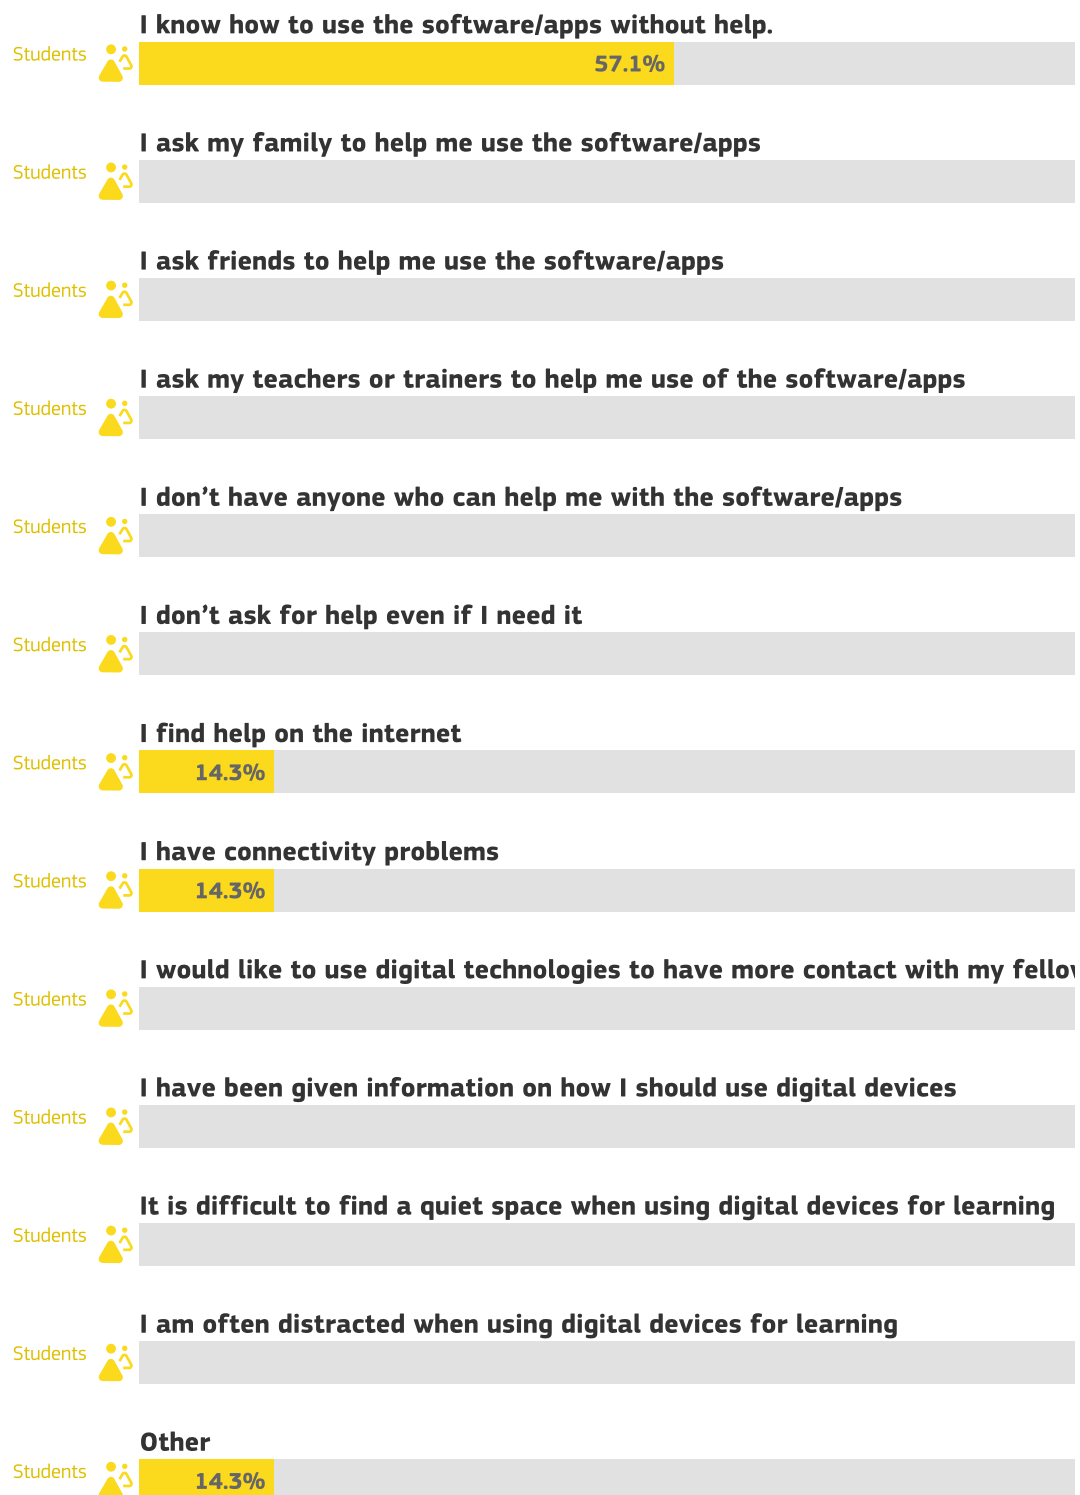 I know how to use the software/apps without help.
Students
57.1%
I ask my family to help me use the software/apps
Students
I ask friends to help me use the software/apps
Students
I ask my teachers or trainers to help me use of the software/apps
Students
I don’t have anyone who can help me with the software/apps
Students
I don’t ask for help even if I need it
Students
I find help on the internet
Students
14.3%
I have connectivity problems
Students
14.3%
I would like to use digital technologies to have more contact with my
Students
I have been given information on how I should use digital devices
Students
It is difficult to find a quiet space when using digital devices for learning
Students
I am often distracted when using digital devices for learning
Students
Other
Students
14.3%